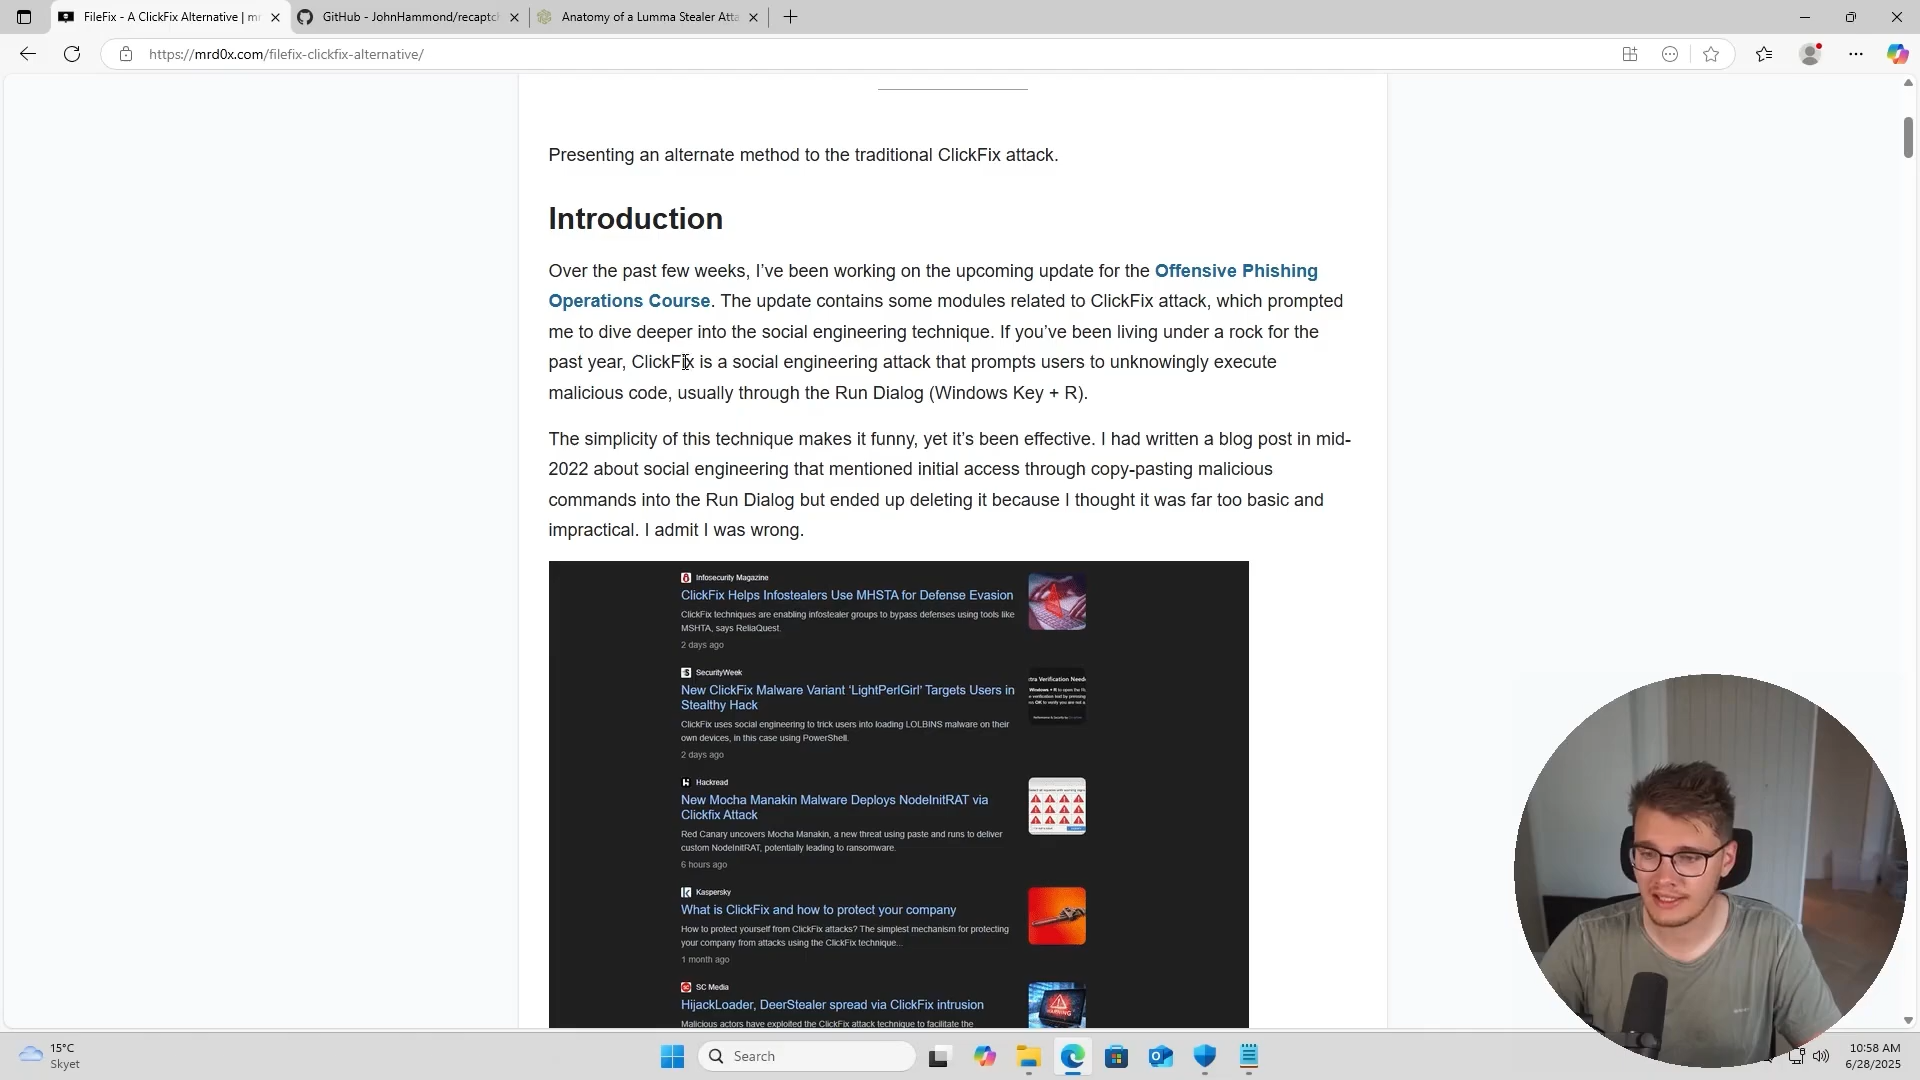 FileFix - A ClickFix Alternative | mr
GitHub - JohnHammond/recaptc
Anatomy of a Lumma Stealer Atta
https://mrd0x.com/filefix-clickfix-alternative/
Presenting an alternate method to the traditional ClickFix attack.
Introduction
Over the past few weeks, I've been working on the upcoming update for the Offensive Phishing
Operations Course. The update contains some modules related to ClickFix attack, which prompted
me to dive deeper into the social engineering technique. If you've been living under a rock for the
past year, ClickFix is a social engineering attack that prompts users to unknowingly execute
malicious code, usually through the Run Dialog (Windows Key + R).
The simplicity of this technique makes it funny, yet it's been effective. I had written a blog post in mid-
2022 about social engineering that mentioned initial access through copy-pasting malicious
commands into the Run Dialog but ended up deleting it because I thought it was far too basic and
impractical. I admit I was wrong.
Infosecurity Magazine
ClickFix Helps Infostealers Use MHSTA for Defense Evasion
ClickFix techniques are enabling infostealer groups to bypass defenses using tools like
MSHTA, says ReliaQuest.
2 days ago
SecurityWeek
New ClickFix Malware Variant 'LightPerlGirl' Targets Users in
Stealthy Hack
ClickFix uses social engineering to trick users into loading LOLBINS malware on their
own devices, in this case using PowerShell.
2 days ago
Hackread
New Mocha Manakin Malware Deploys NodeInitRAT via
Clickfix Attack
Red Canary uncovers Mocha Manakin, a new threat using paste and runs to deliver
custom NodeInitRAT, potentially leading to ransomware.
6 hours ago
Kaspersky
What is ClickFix and how to protect your company
How to protect yourself from ClickFix attacks? The simplest mechanism for protecting
your company from attacks using the ClickFix technique...
1 month ago
SC Media
HijackLoader, DeerStealer spread via ClickFix intrusion
Malicious actors have exploited the ClickFix attack technique to facilitate the
WARNING
15°C
Skyet
Search
10:58 AM
6/28/2025